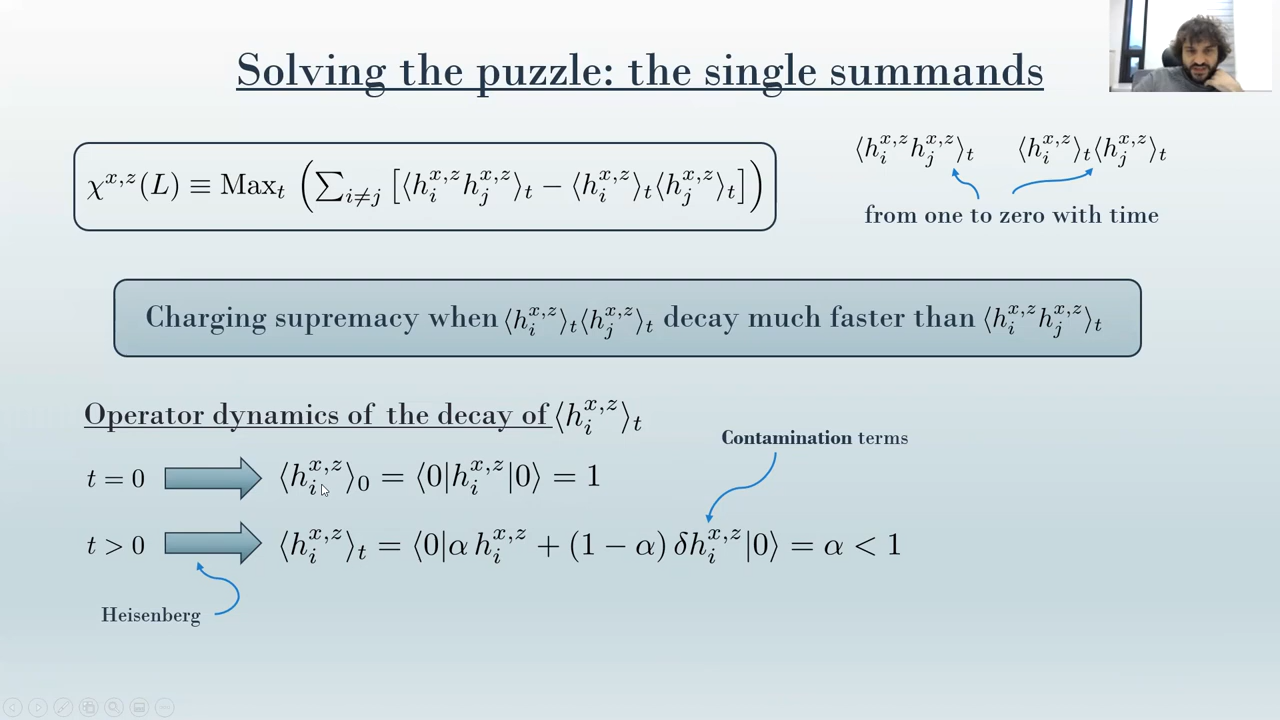 Solving the puzzle: the single summands
χ^{x,z}(L) ≡ Max_t (∑_{i≠j} [⟨h_i^{x,z} h_j^{x,z}⟩_t − ⟨h_i^{x,z}⟩_t⟨h_j^{x,z}⟩_t])
⟨h_i^{x,z} h_j^{x,z}⟩_t ⟨h_i^{x,z}⟩_t⟨h_j^{x,z}⟩_t
from one to zero with time
Charging supremacy when ⟨h_i^{x,z}⟩_t⟨h_j^{x,z}⟩_t decay much faster than ⟨h_i^{x,z} h_j^{x,z}⟩_t
Operator dynamics of the decay of ⟨h_i^{x,z}⟩_t
Contamination terms
t = 0 ⟨h_i^{x,z}⟩_0 = ⟨0|h_i^{x,z}|0⟩ = 1
t > 0 ⟨h_i^{x,z}⟩_t = ⟨0|α h_i^{x,z} + (1 − α) δh_i^{x,z}|0⟩ = α < 1
Heisenberg